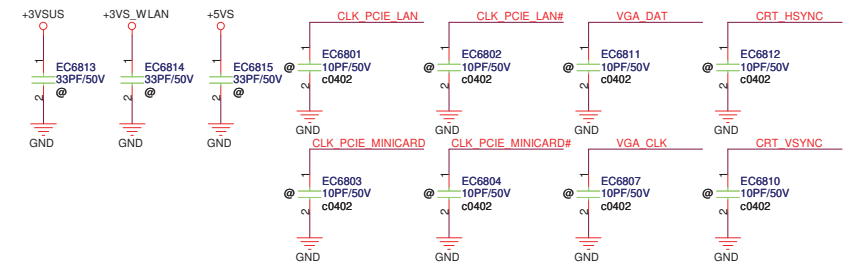 +3VSUS +3VS_WLAN +5VS CLK_PCIE_LAN CLK_PCIE_LAN# VGA_DAT CRT_HSYNC
1 1 1 1 1 1 1
EC6813 EC6814 EC6815 EC6801 EC6802 EC6811 EC6812
33PF/50V 33PF/50V 33PF/50V @ 10PF/50V @ 10PF/50V @ 10PF/50V @ 10PF/50V
@ @ @ c0402 c0402 c0402 c0402
2 2 2 2 2 2 2
GND GND GND GND GND GND GND
CLK_PCIE_MINICARD CLK_PCIE_MINICARD# VGA_CLK CRT_VSYNC
1 1 1 1
EC6803 EC6804 EC6807 EC6810
@ 10PF/50V @ 10PF/50V @ 10PF/50V @ 10PF/50V
c0402 c0402 c0402 c0402
2 2 2 2
GND GND GND GND